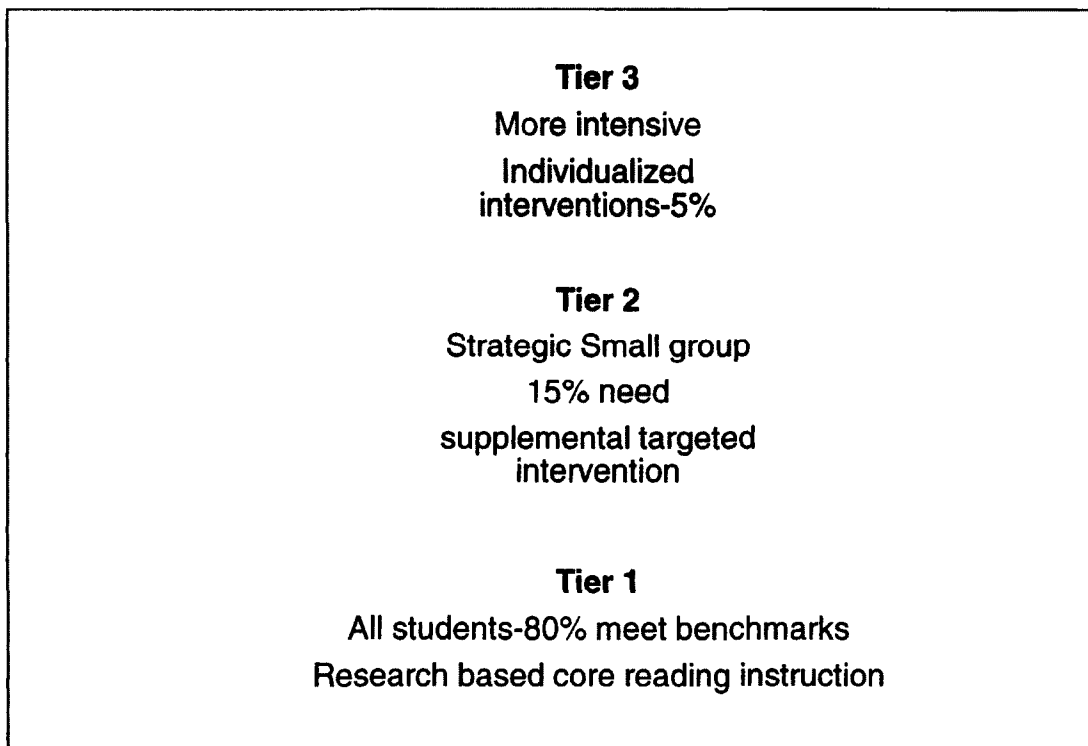 Tier 3
More intensive
Individualized
interventions-5%
Tier 2
Strategic Small group
15% need
supplemental targeted
intervention
Tier 1
All students-80% meet benchmarks
Research based core reading instruction